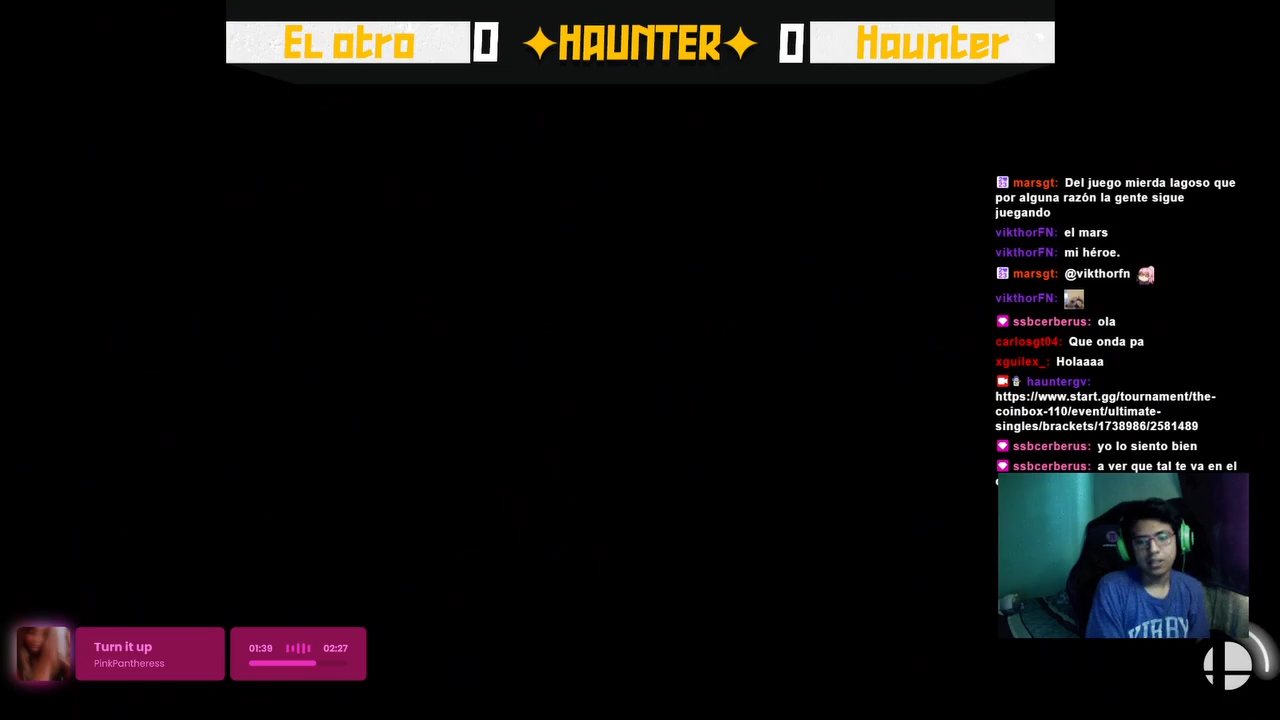 EL otro 0 HAUNTER 0 Haunter
marsgt: Del juego mierda lagoso que
por alguna razón la gente sigue
juegando
vikthorFN: el mars
vikthorFN: mi héroe.
marsgt: @vikthorfn
vikthorFN:
ssbcerberus: ola
carlosgt04: Que onda pa
xguilex_: Holaaaa
hauntergv:
https://www.start.gg/tournament/the-
coinbox-110/event/ultimate-
singles/brackets/1738986/2581489
ssbcerberus: yo lo siento bien
ssbcerberus: a ver que tal te va en el
KIRBY
Turn it up
PinkPantheress
01:39 02:27